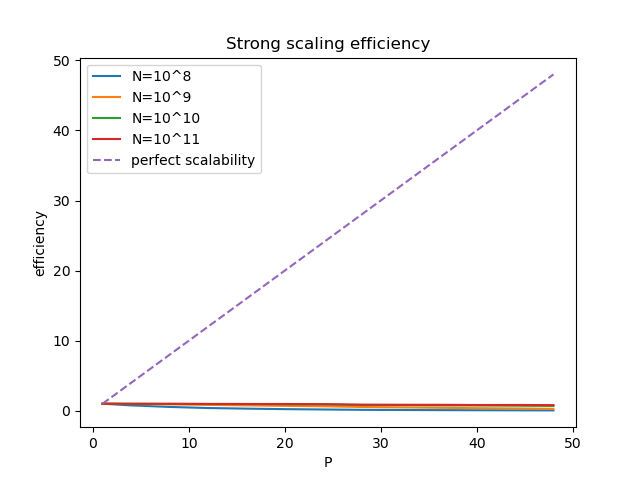 Strong scaling efficiency
50
40
30
20
10
0
efficiency
N=10^8
N=10^9
N=10^10
N=10^11
perfect scalability
0 10 20 30 40 50
P